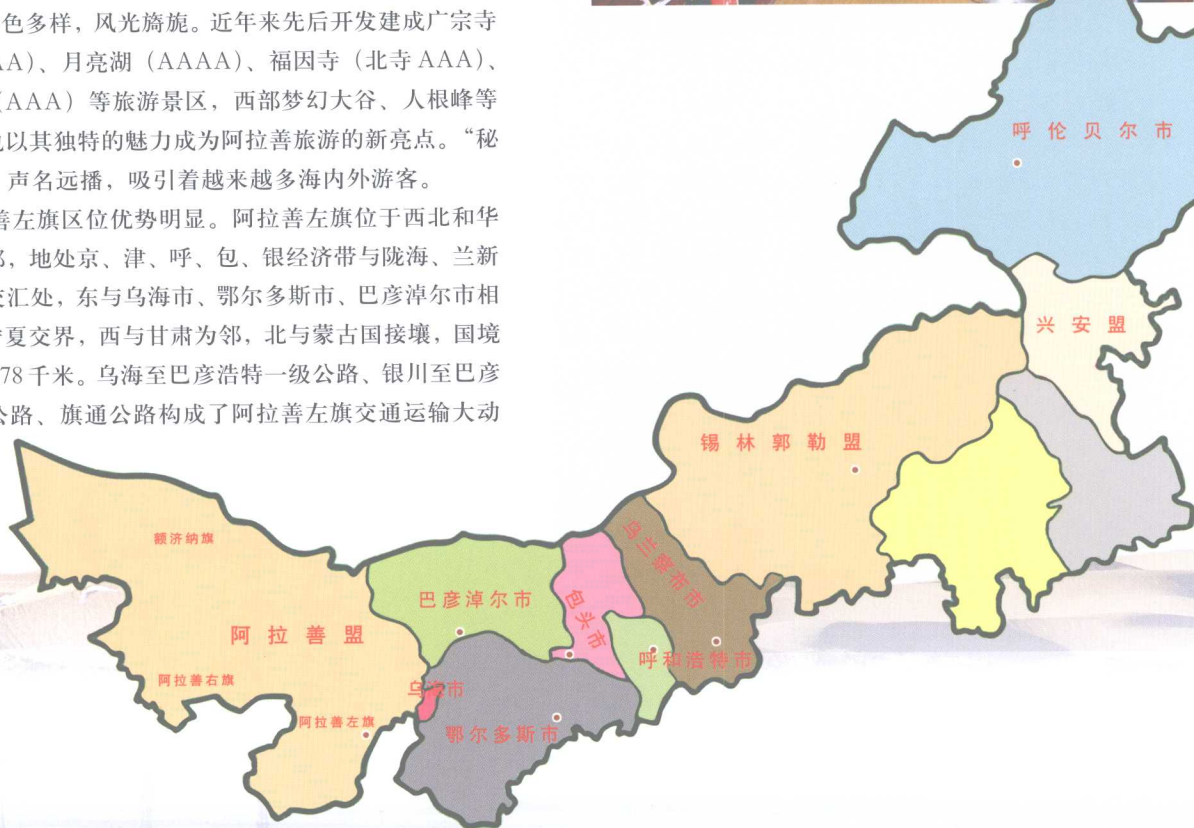 色多样，风光旖旎。近年来先后开发建成广宗寺
AA）、月亮湖（AAAA）、福因寺（北寺AAA）、
（AAA）等旅游景区，西部梦幻大谷、人根峰等
以其独特的魅力成为阿拉善旅游的新亮点。“秘
声名远播，吸引着越来越多海内外游客。
善左旗区位优势明显。阿拉善左旗位于西北和华
，地处京、津、呼、包、银经济带与陇海、兰新
交汇处，东与乌海市、鄂尔多斯市、巴彦淖尔市相
夏交界，西与甘肃为邻，北与蒙古国接壤，国境
78千米。乌海至巴彦浩特一级公路、银川至巴彦
公路、旗通公路构成了阿拉善左旗交通运输大动
呼伦贝尔市
兴安盟
锡林郭勒盟
乌兰察布市
额济纳旗
巴彦淖尔市
包头市
阿拉善盟
呼和浩特市
阿拉善右旗
乌海市
阿拉善左旗
鄂尔多斯市